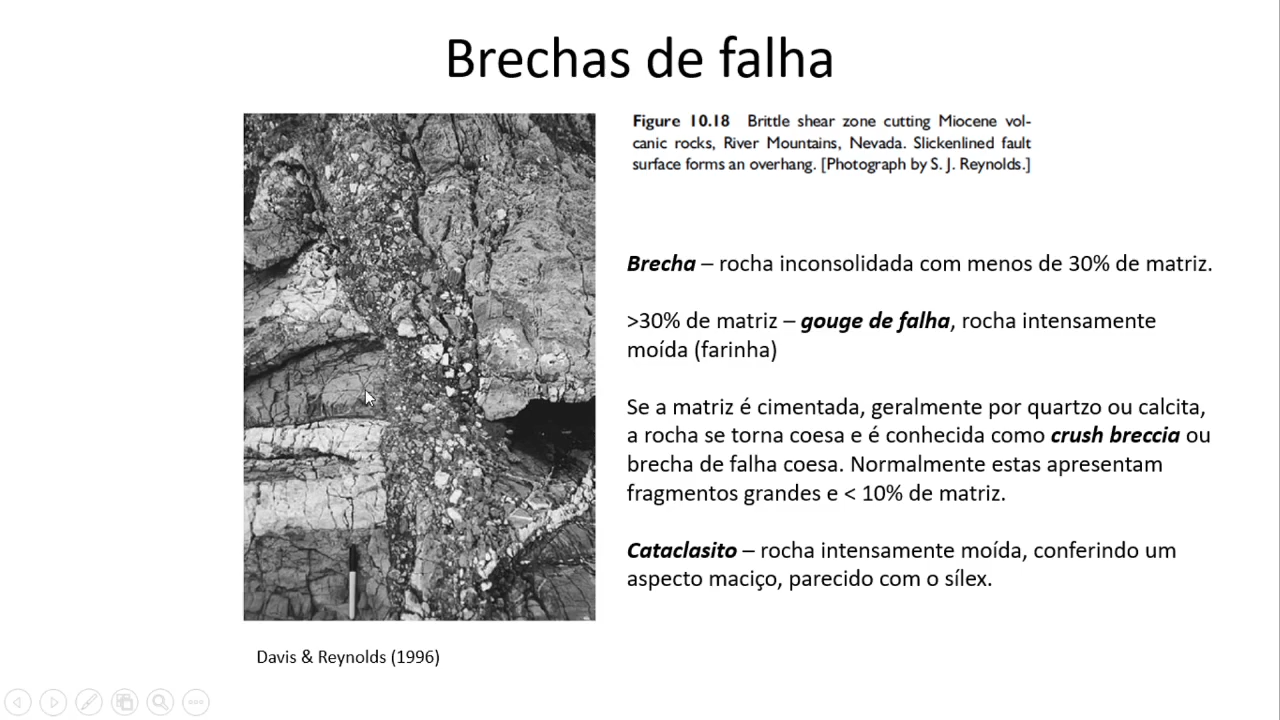 Brechas de falha
Figure 10.18 Brittle shear zone cutting Miocene vol-
canic rocks, River Mountains, Nevada. Slickenlined fault
surface forms an overhang. [Photograph by S. J. Reynolds.]
Brecha – rocha inconsolidada com menos de 30% de matriz.
>30% de matriz – gouge de falha, rocha intensamente
moída (farinha)
Se a matriz é cimentada, geralmente por quartzo ou calcita,
a rocha se torna coesa e é conhecida como crush breccia ou
brecha de falha coesa. Normalmente estas apresentam
fragmentos grandes e < 10% de matriz.
Cataclasito – rocha intensamente moída, conferindo um
aspecto maciço, parecido com o sílex.
Davis & Reynolds (1996)